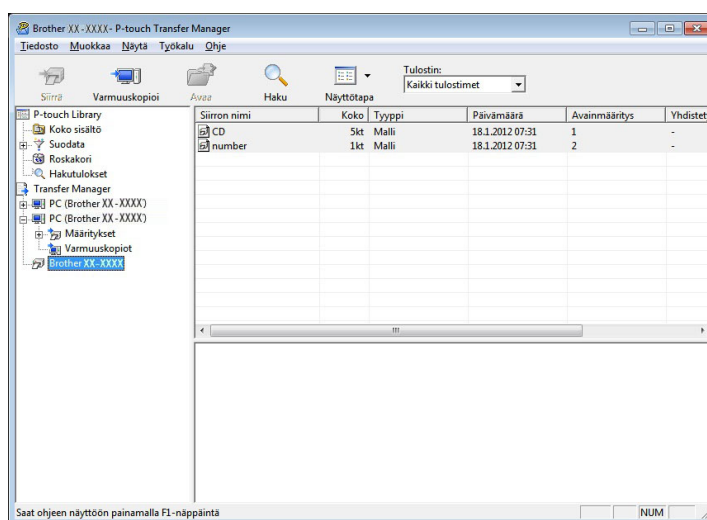 Brother XX-XXXX- P-touch Transfer Manager
Tiedosto Muokkaa Näytä Työkalu Ohje
Siirrä Varmuuskopioi Avaa Haku Näyttötapa
Tulostin:
Kaikki tulostimet
P-touch Library
Koko sisältö
Suodata
Roskakori
Hakutulokset
Transfer Manager
PC (Brother XX-XXXX)
PC (Brother XX-XXXX)
Määritykset
Varmuuskopiot
Brother XX-XXXX
Siirron nimi Koko Tyyppi Päivämäärä Avainmääritys Yhdistet
CD 5kt Malli 18.1.2012 07:31 1 -
number 1kt Malli 18.1.2012 07:31 2 -
Saat ohjeen näyttöön painamalla F1-näppäintä NUM